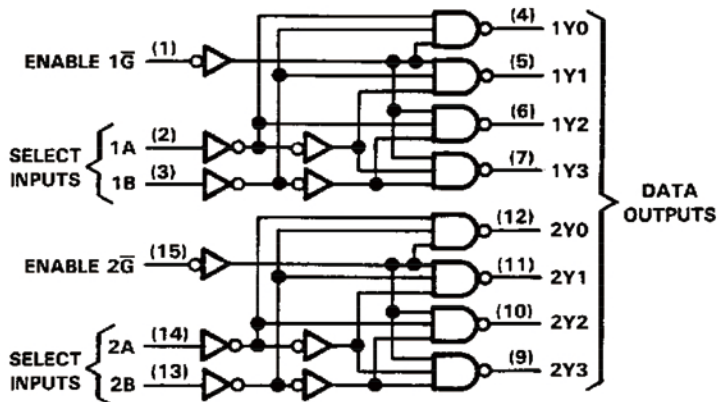 (4)
1Y0
ENABLE 1G̅ (1)
(5)
1Y1
(6)
1Y2
SELECT INPUTS
1A (2)
1B (3)
(7)
1Y3
DATA OUTPUTS
(12)
2Y0
ENABLE 2G̅ (15)
(11)
2Y1
(10)
2Y2
SELECT INPUTS
2A (14)
2B (13)
(9)
2Y3